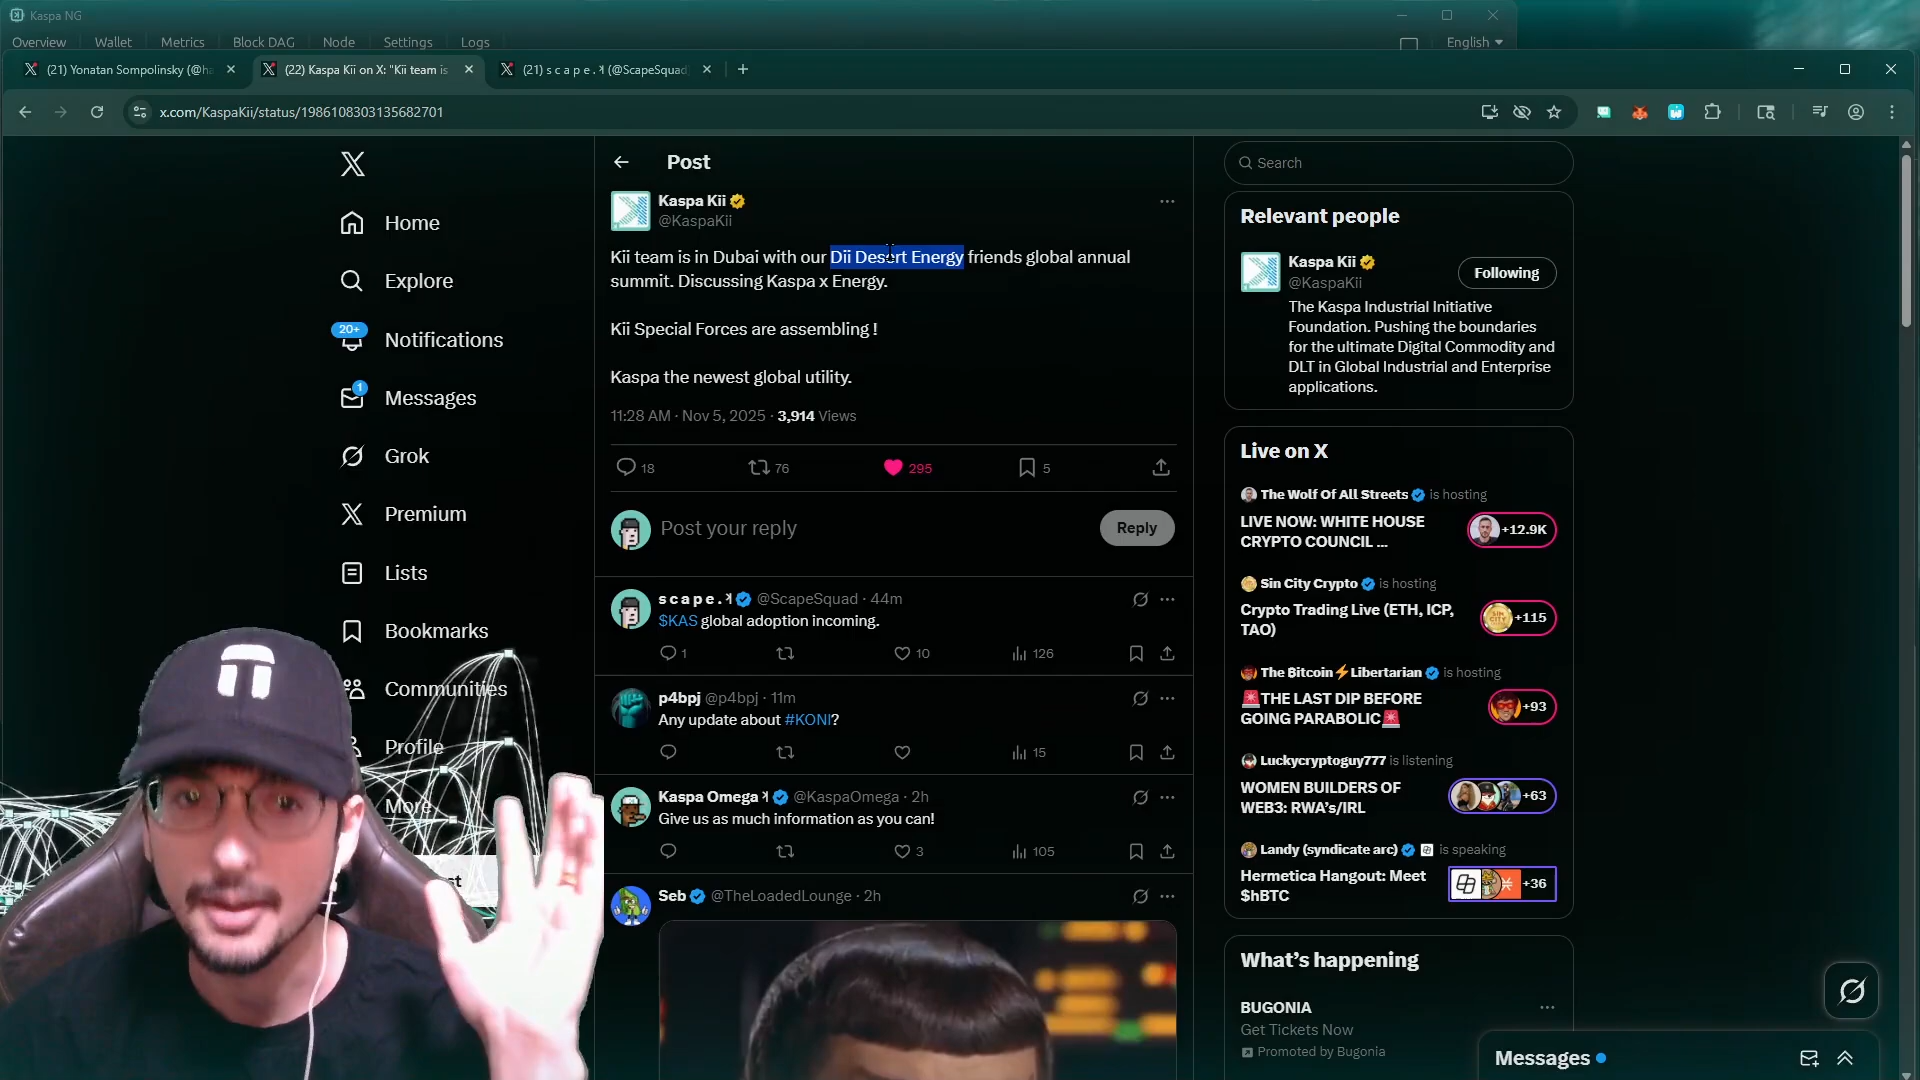 Kaspa NG
Overview Wallet Metrics Block DAG Node Settings Logs
English
(21) Yonatan Sompolinsky (@ha
(22) Kaspa Kii on X: "Kii team is
(21) s c a p e . 𐤊 (@ScapeSquad
x.com/KaspaKii/status/1986108303135682701
Home
Explore
20+
Notifications
1
Messages
Grok
Premium
Lists
Bookmarks
Communities
Profile
More
Post
Kaspa Kii
@KaspaKii
Kii team is in Dubai with our Dii Desert Energy friends global annual
summit. Discussing Kaspa x Energy.
Kii Special Forces are assembling !
Kaspa the newest global utility.
11:28 AM · Nov 5, 2025 · 3,914 Views
18 76 295 5
Post your reply
Reply
s c a p e . 𐤊 @ScapeSquad · 44m
$KAS global adoption incoming.
1 10 126
p4bpj @p4bpj · 11m
Any update about #KONI?
15
Kaspa Omega 𐤊 @KaspaOmega · 2h
Give us as much information as you can!
3 105
Seb @TheLoadedLounge · 2h
Search
Relevant people
Kaspa Kii
@KaspaKii
Following
The Kaspa Industrial Initiative
Foundation. Pushing the boundaries
for the ultimate Digital Commodity and
DLT in Global Industrial and Enterprise
applications.
Live on X
The Wolf Of All Streets is hosting
LIVE NOW: WHITE HOUSE
CRYPTO COUNCIL ...
+12.9K
Sin City Crypto is hosting
Crypto Trading Live (ETH, ICP,
TAO)
+115
The ₿itcoin⚡Libertarian is hosting
🚨THE LAST DIP BEFORE
GOING PARABOLIC🚨
+93
Luckycryptoguy777 is listening
WOMEN BUILDERS OF
WEB3: RWA's/IRL
+63
Landy (syndicate arc) is speaking
Hermetica Hangout: Meet
$hBTC
+36
What's happening
BUGONIA
Get Tickets Now
Promoted by Bugonia
Messages